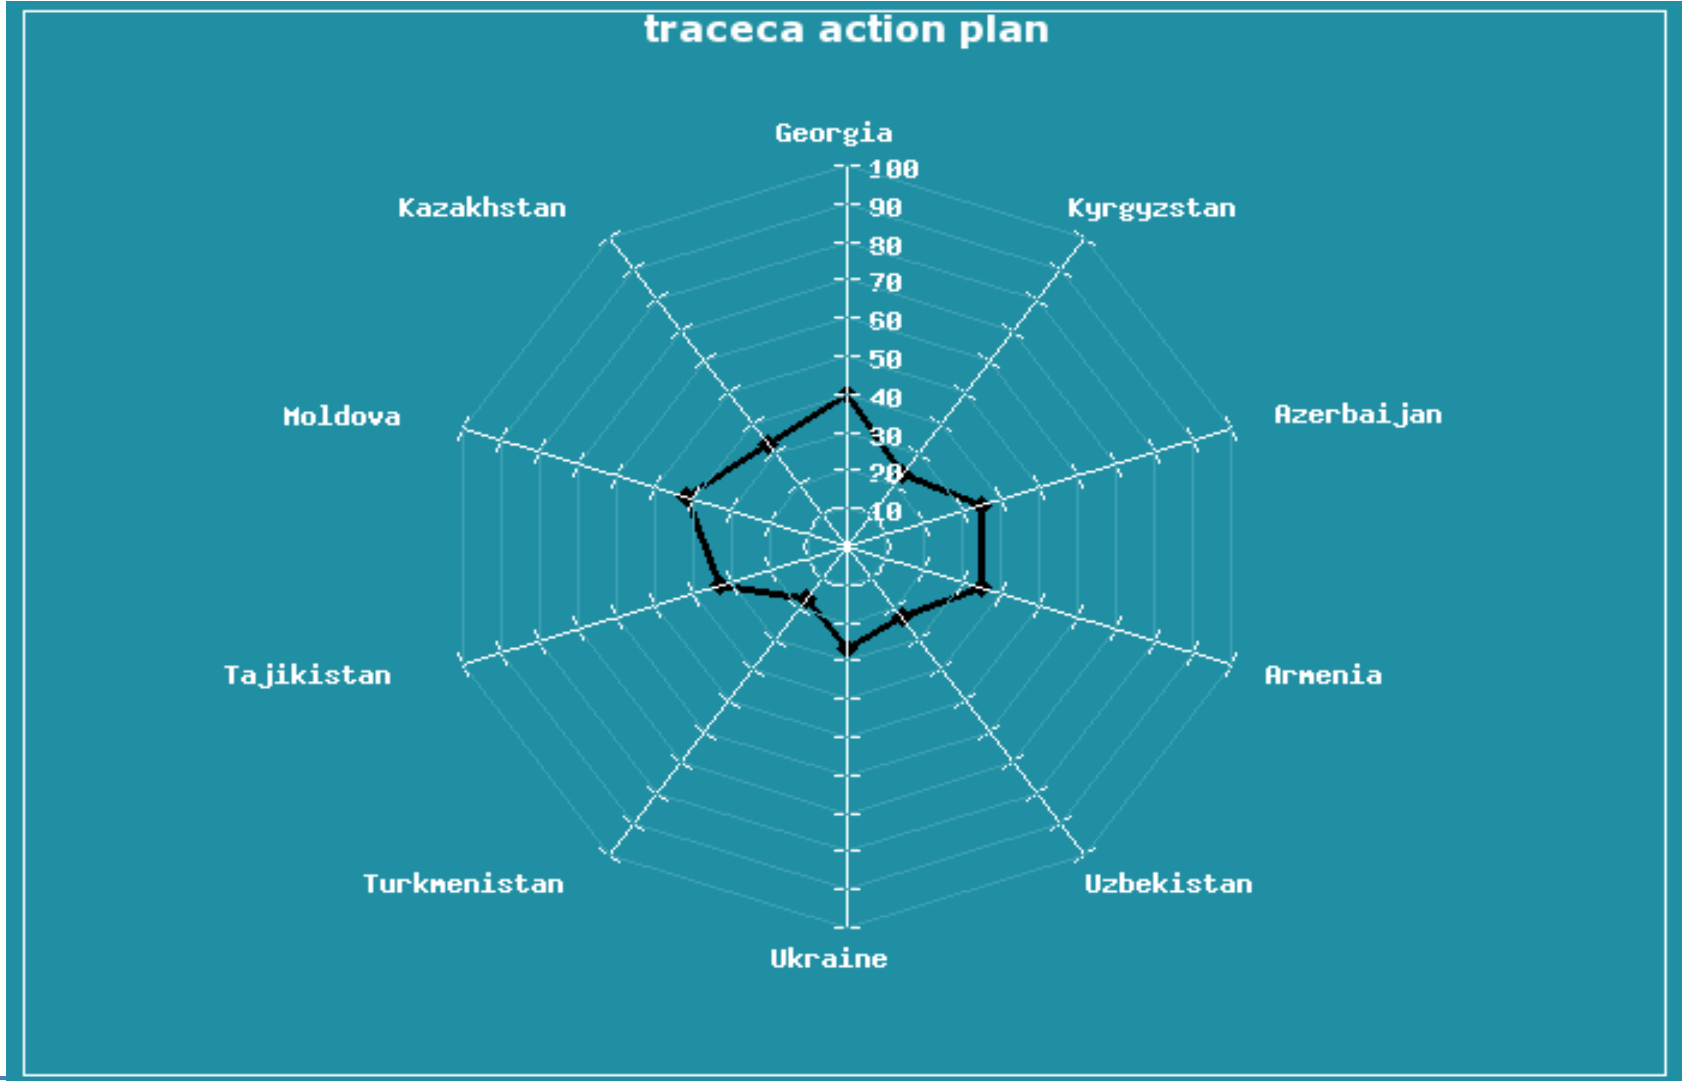 traceca action plan
Georgia
100
Kazakhstan
Kyrgyzstan
90
80
70
60
50
Moldova
40
Azerbaijan
30
20
10
Tajikistan
Armenia
Turkmenistan
Uzbekistan
Ukraine